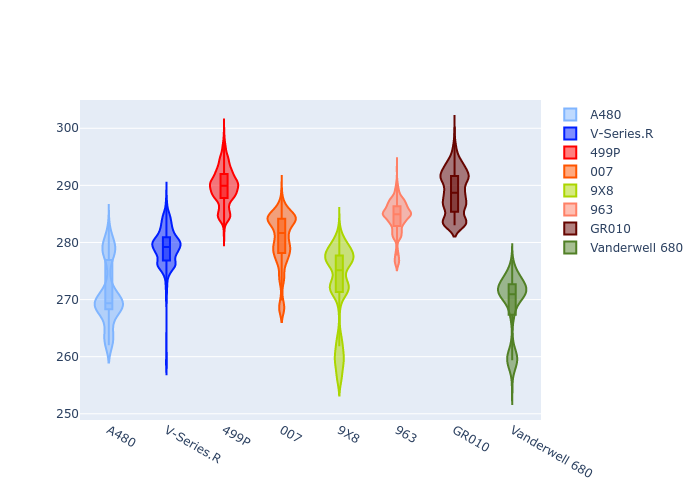 300
290
280
270
260
250
A480
V-Series.R
499P
007
9X8
963
GR010
Vanderwell 680
A480
V-Series.R
499P
007
9X8
963
GR010
Vanderwell 680